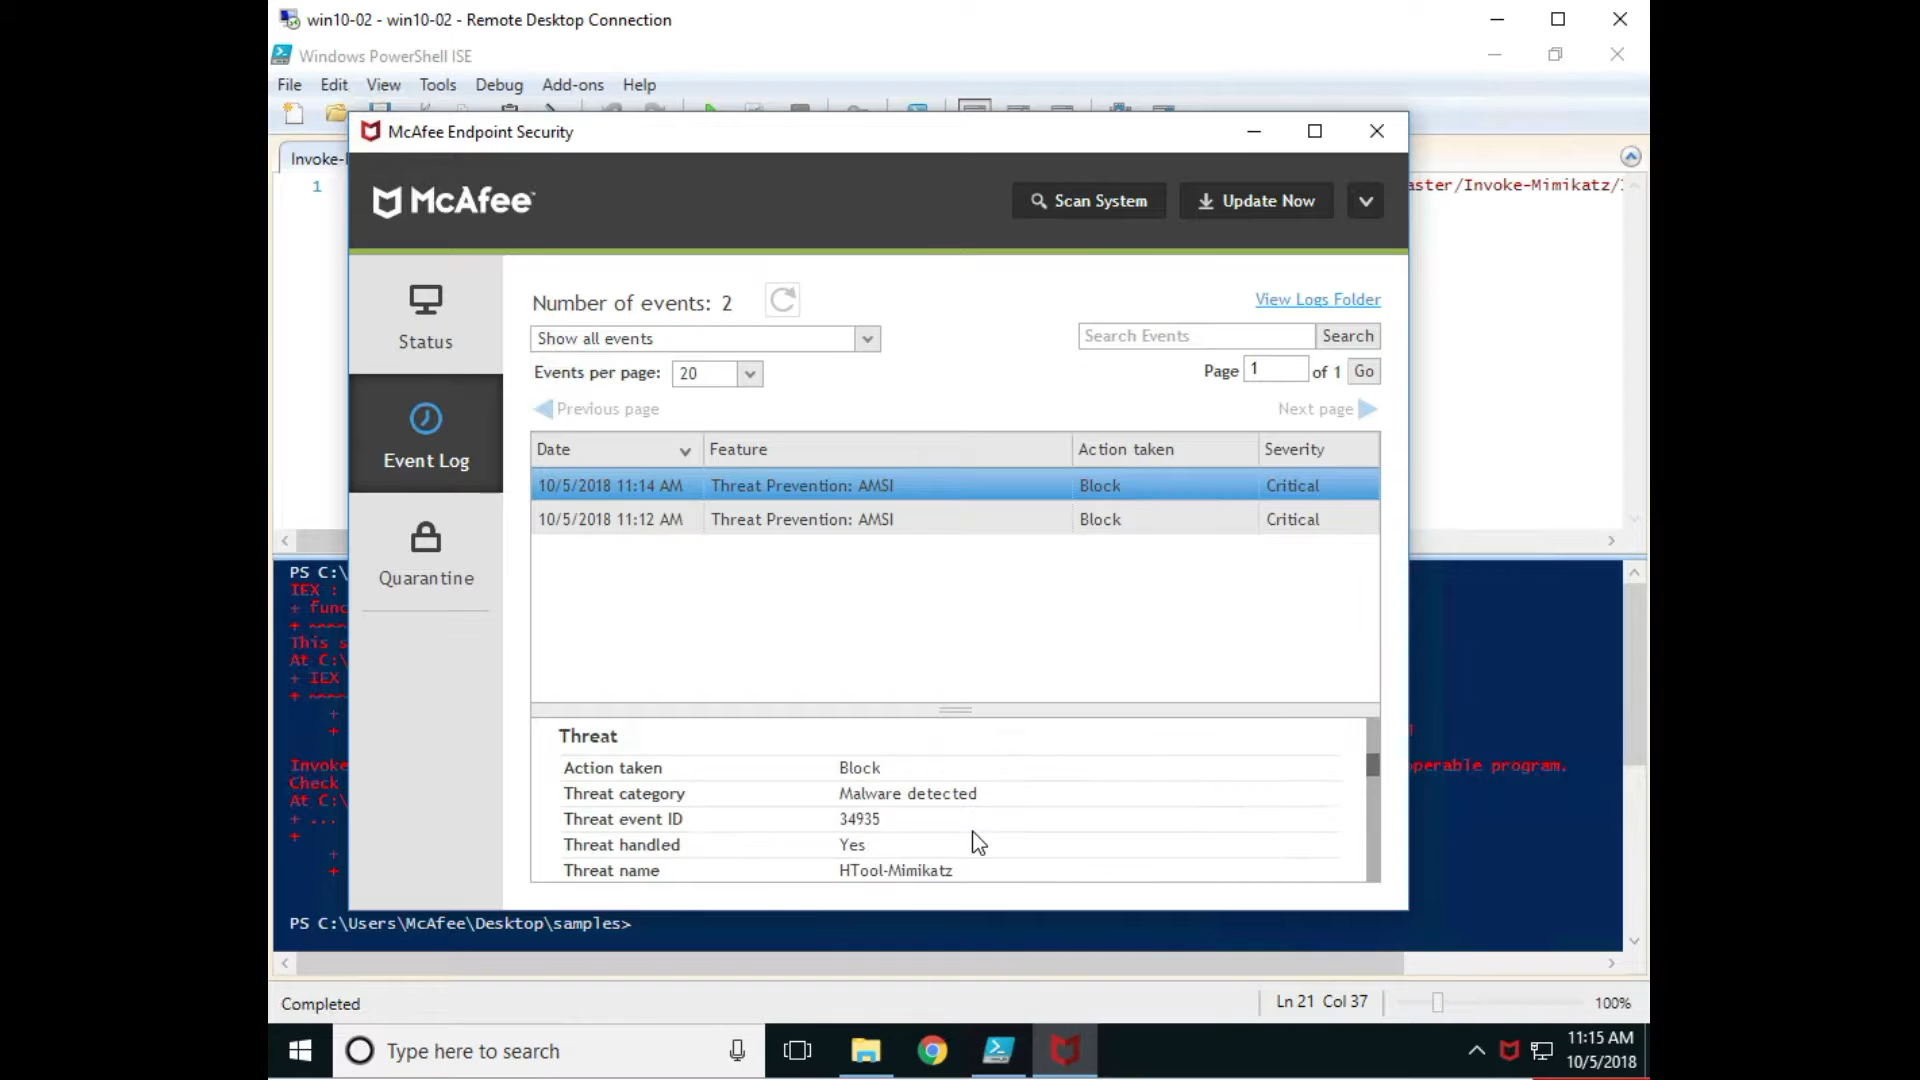 win10-02 - win10-02 - Remote Desktop Connection
Windows PowerShell ISE
File Edit View Tools Debug Add-ons Help
McAfee Endpoint Security
Invoke-
1
aster/Invoke-Mimikatz/
McAfee™
Scan System
Update Now
Status
Event Log
Quarantine
Number of events: 2
View Logs Folder
Show all events
Search Events
Search
Events per page: 20
Page 1 of 1 Go
Previous page
Next page
Date Feature Action taken Severity
10/5/2018 11:14 AM Threat Prevention: AMSI Block Critical
10/5/2018 11:12 AM Threat Prevention: AMSI Block Critical
Threat
Action taken Block
Threat category Malware detected
Threat event ID 34935
Threat handled Yes
Threat name HTool-Mimikatz
PS C:\
IEX :
+ func
+ ~~~~
This s
At C:\
+ IEX
+ ~~~~
+
+
Invoke
perable program.
Check
At C:\
+ ...
+
+
+
PS C:\Users\McAfee\Desktop\samples>
Completed
Ln 21 Col 37
100%
Type here to search
11:15 AM
10/5/2018